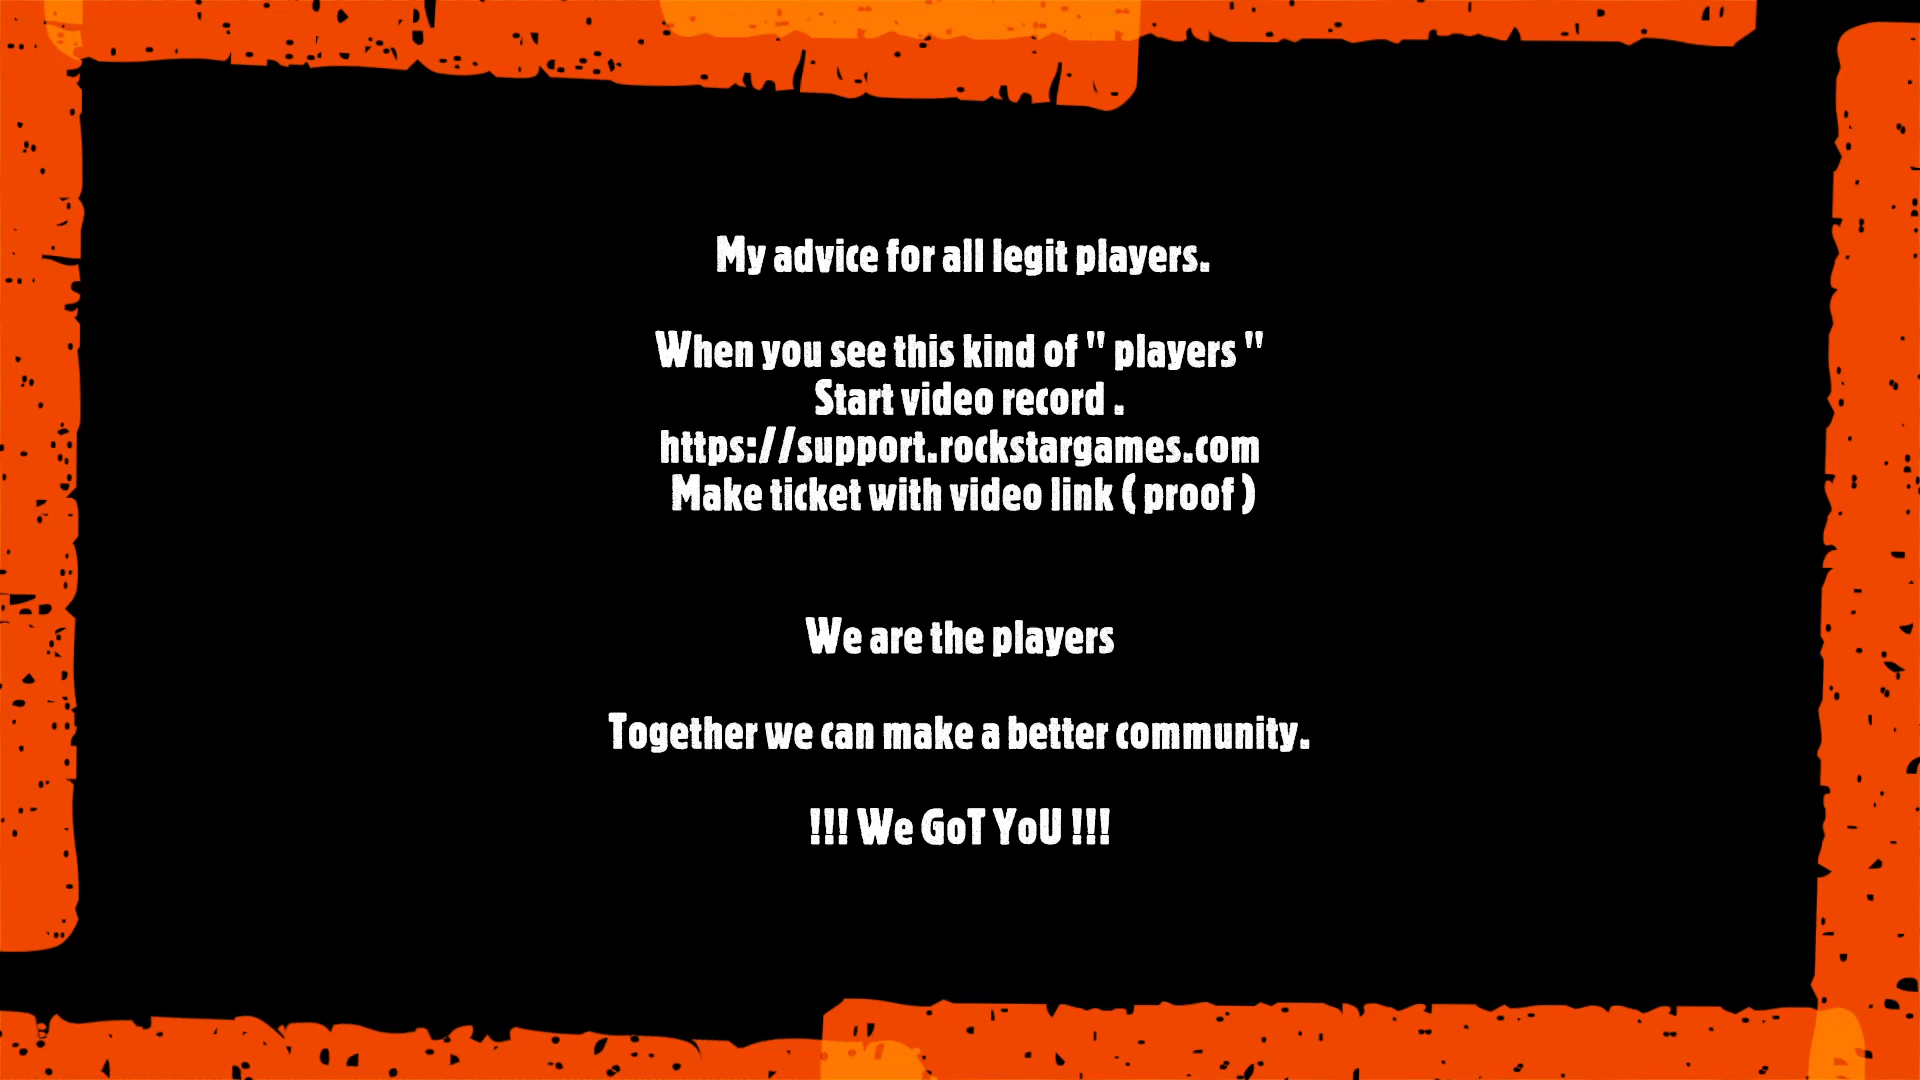 My advice for all legit players.
When you see this kind of " players "
Start video record .
https://support.rockstargames.com
Make ticket with video link ( proof )
We are the players
Together we can make a better community.
!!! We GoT YoU !!!